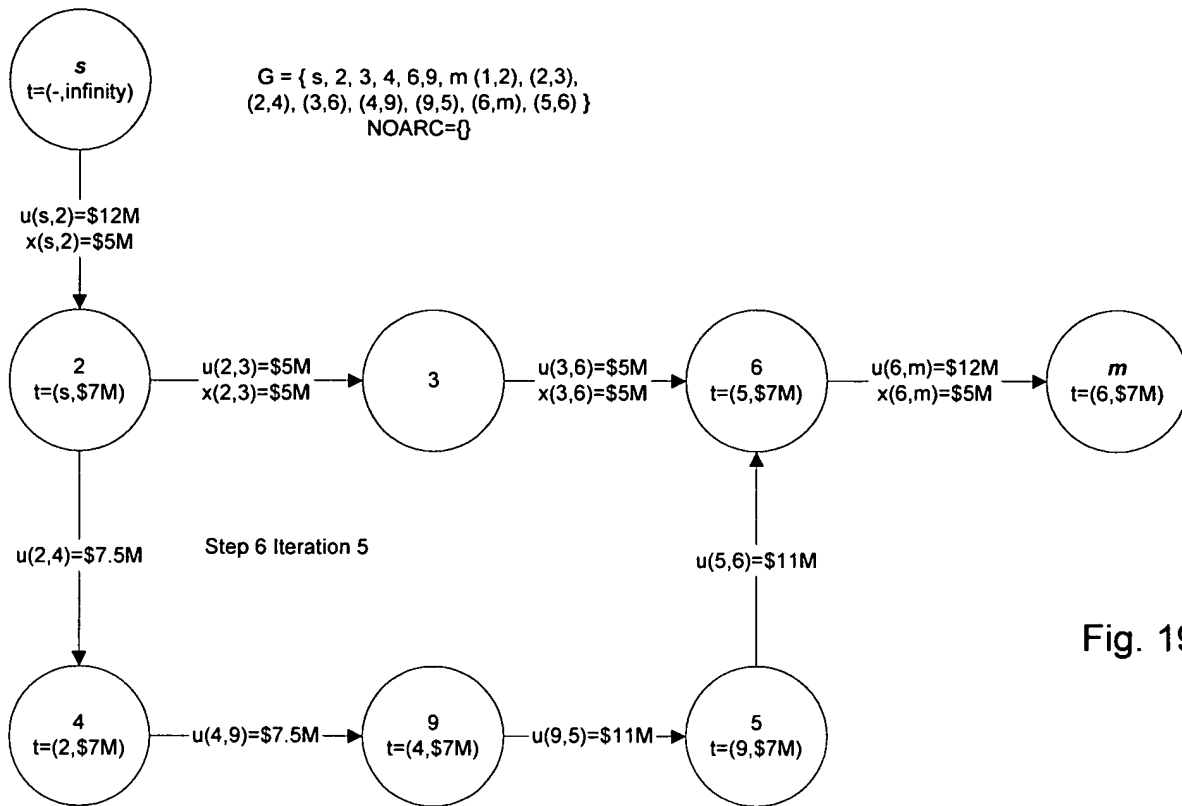 s
t=(-,infinity)
G = { s, 2, 3, 4, 6,9, m (1,2), (2,3),
(2,4), (3,6), (4,9), (9,5), (6,m), (5,6) }
NOARC={}
u(s,2)=$12M
x(s,2)=$5M
2
t=(s,$7M)
u(2,3)=$5M
x(2,3)=$5M
3
u(3,6)=$5M
x(3,6)=$5M
6
t=(5,$7M)
u(6,m)=$12M
x(6,m)=$5M
m
t=(6,$7M)
u(2,4)=$7.5M
Step 6 Iteration 5
u(5,6)=$11M
Fig. 19
4
t=(2,$7M)
u(4,9)=$7.5M
9
t=(4,$7M)
u(9,5)=$11M
5
t=(9,$7M)